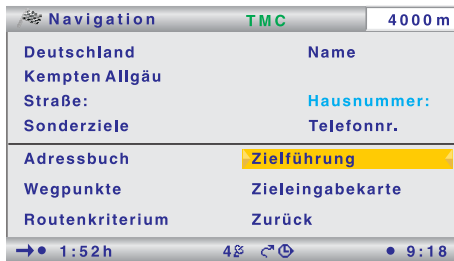 Navigation TMC 4000 m
Deutschland Name
Kempten Allgäu
Straße: Hausnummer:
Sonderziele Telefonnr.
Adressbuch Zielführung
Wegpunkte Zieleingabekarte
Routenkriterium Zurück
1:52h 4 9:18